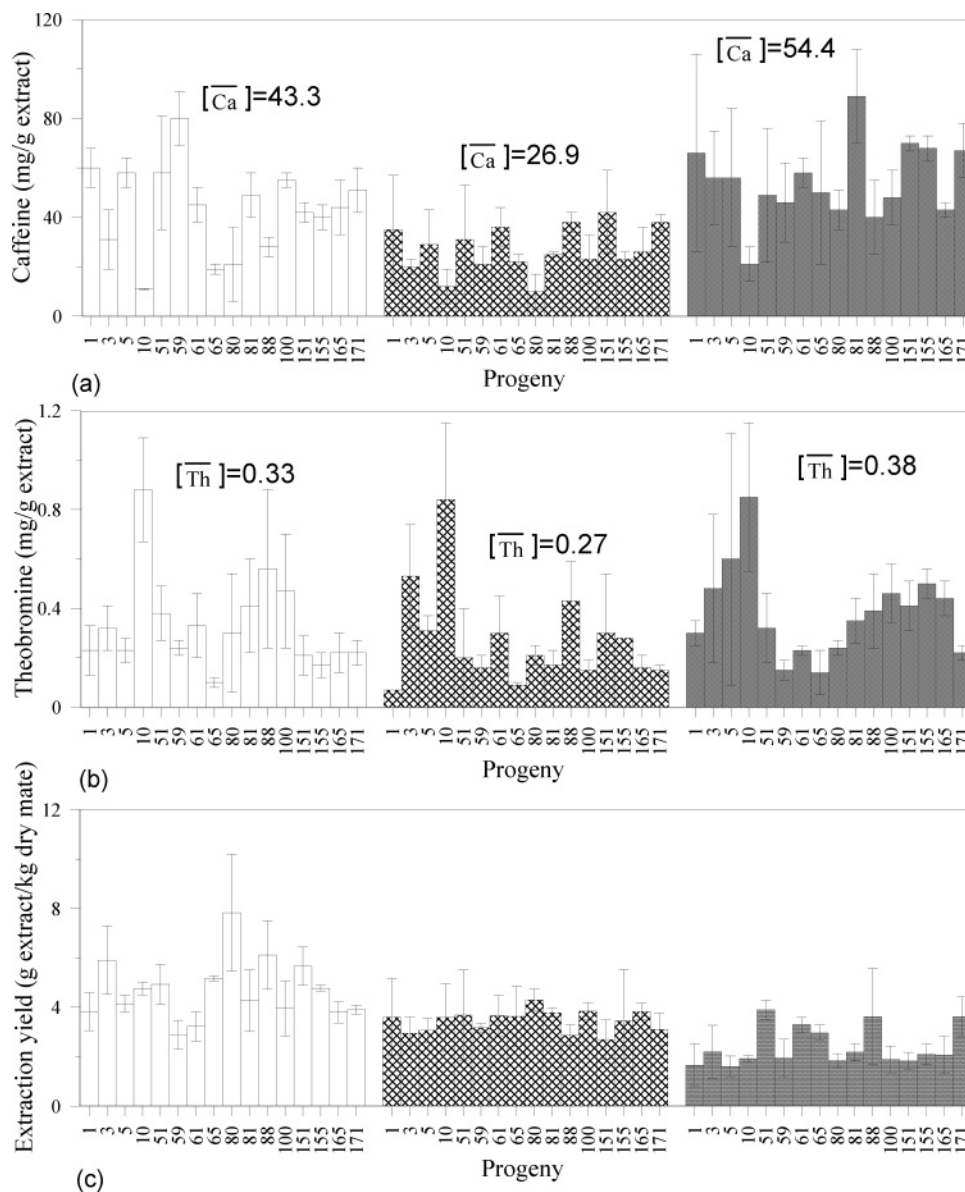 120
80
40
0
Caffeine (mg/g extract)
[Ca]=43.3
[Ca]=26.9
[Ca]=54.4
1 3 5 10 51 59 61 65 80 81 88 100 151 155 165 171 1 3 5 10 51 59 61 65 80 81 88 100 151 155 165 171 1 3 5 10 51 59 61 65 80 81 88 100 151 155 165 171
(a)
Progeny
1.2
0.8
0.4
0
Theobromine (mg/g extract)
[Th]=0.33
[Th]=0.27
[Th]=0.38
1 3 5 10 51 59 61 65 80 81 88 100 151 155 165 171 1 3 5 10 51 59 61 65 80 81 88 100 151 155 165 171 1 3 5 10 51 59 61 65 80 81 88 100 151 155 165 171
(b)
Progeny
12
8
4
0
Extraction yield (g extract/kg dry mate)
1 3 5 10 51 59 61 65 80 81 88 100 151 155 165 171 1 3 5 10 51 59 61 65 80 81 88 100 151 155 165 171 1 3 5 10 51 59 61 65 80 81 88 100 151 155 165 171
(c)
Progeny